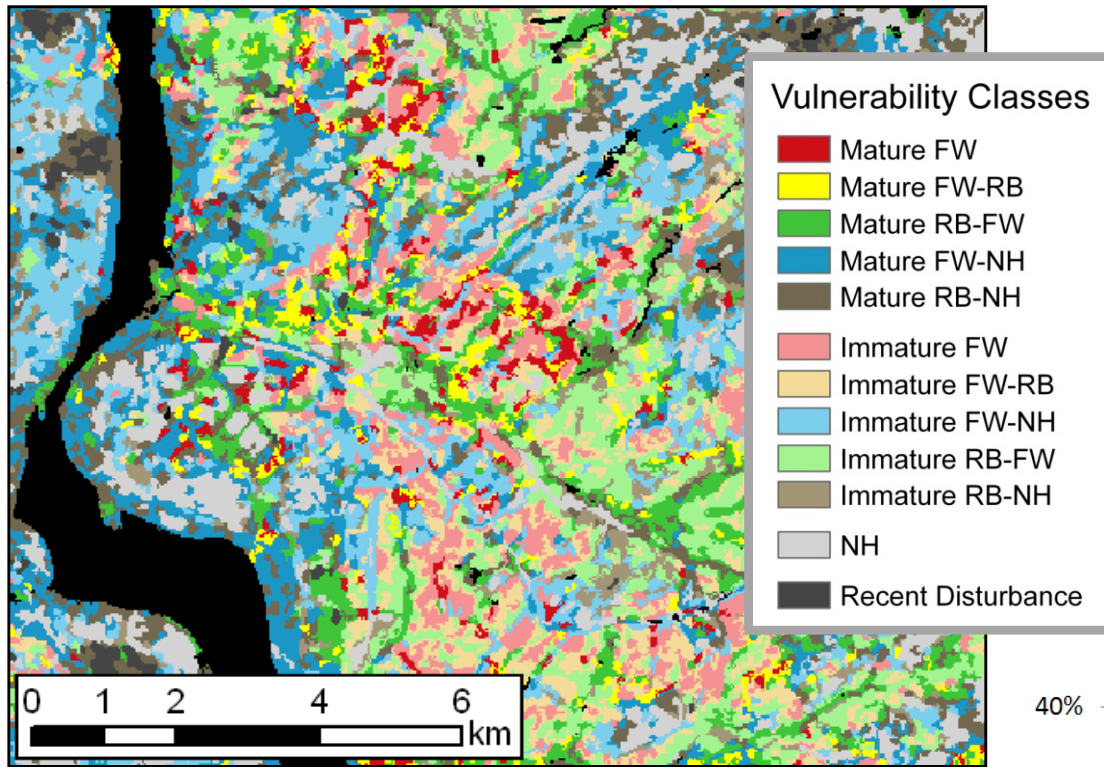 Vulnerability Classes
Mature FW
Mature FW-RB
Mature RB-FW
Mature FW-NH
Mature RB-NH
Immature FW
Immature FW-RB
Immature FW-NH
Immature RB-FW
Immature RB-NH
NH
Recent Disturbance
0 1 2 4 6
km
40%